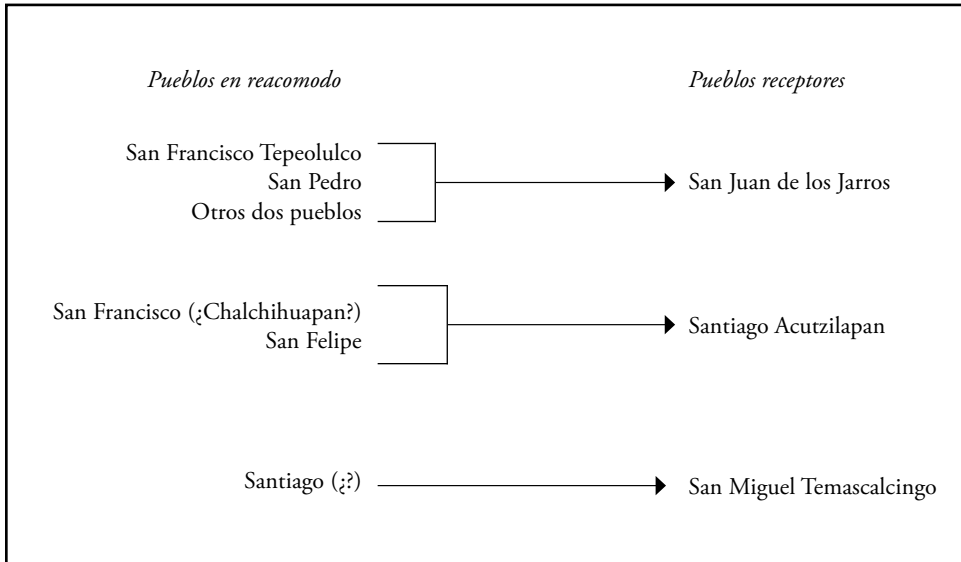 Pueblos en reacomodo
Pueblos receptores
San Francisco Tepeolulco
San Pedro
Otros dos pueblos
San Juan de los Jarros
San Francisco (¿Chalchihuapan?)
San Felipe
Santiago Acutzilapan
Santiago (¿?)
San Miguel Temascalcingo